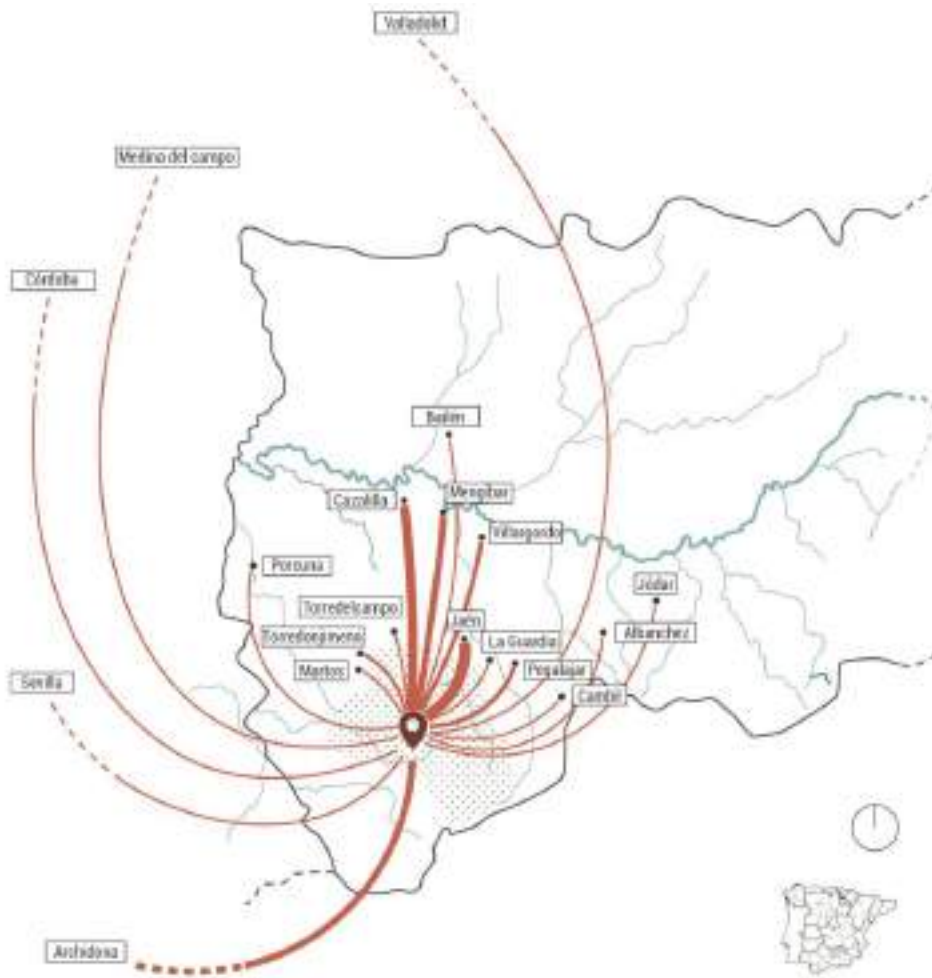 Valladolid
Medina del campo
Córdoba
Bailén
Cazalilla
Mengíbar
Villargordo
Porcuna
Jódar
Torredelcampo
Jaén
Albanchez
Torredonjimeno
La Guardia
Martos
Pegalajar
Sevilla
Cambil
Archidona